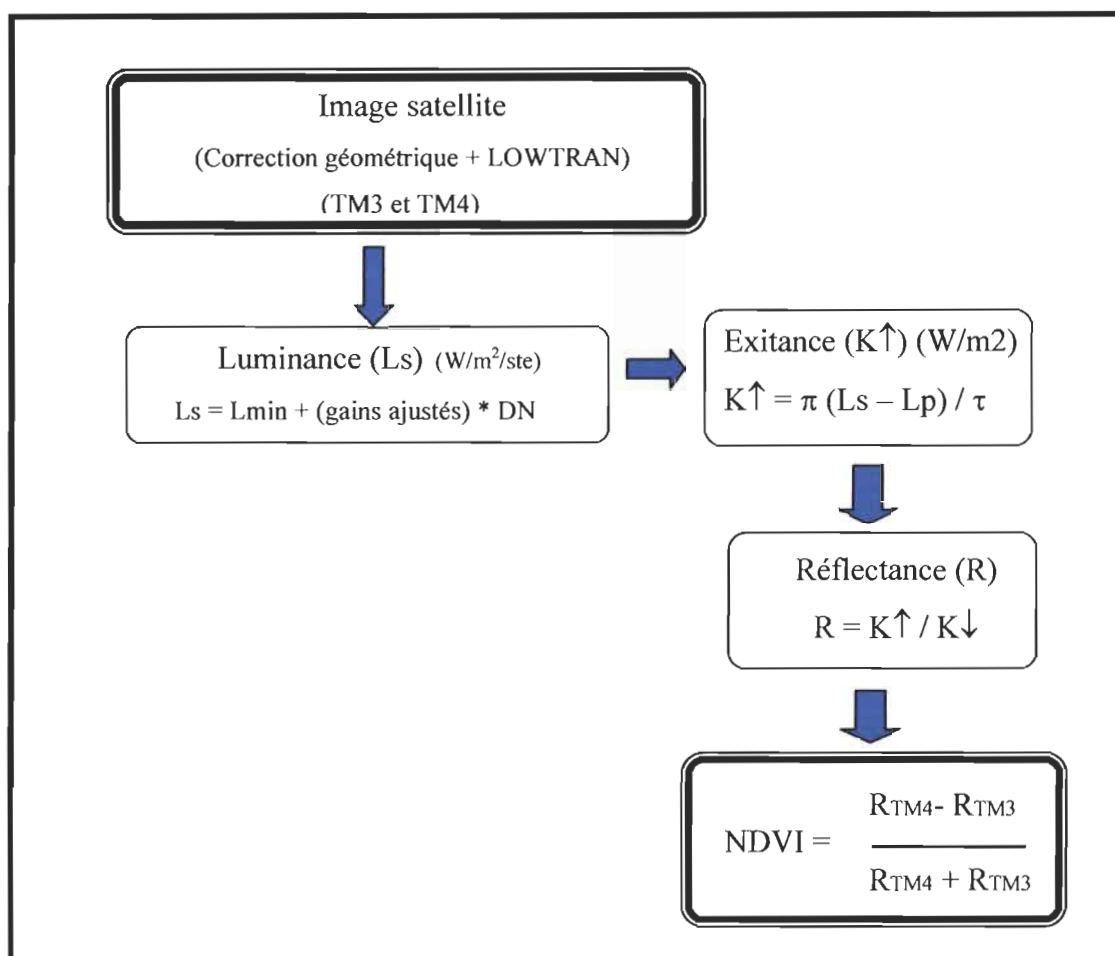 Image satellite
(Correction géométrique + LOWTRAN)
(TM3 et TM4)
Luminance (Ls) (W/m²/ste)
Ls = Lmin + (gains ajustés) * DN
Exitance (K↑) (W/m2)
K↑ = π (Ls – Lp) / τ
Réflectance (R)
R = K↑ / K↓
NDVI =
RTM4- RTM3
RTM4 + RTM3